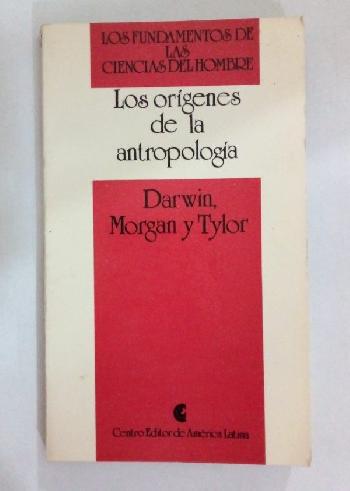 LOS FUNDAMENTOS DE
LAS
CIENCIAS DEL HOMBRE
Los orígenes
de la
antropología
Darwin,
Morgan y Tylor
Centro Editor de América Latina